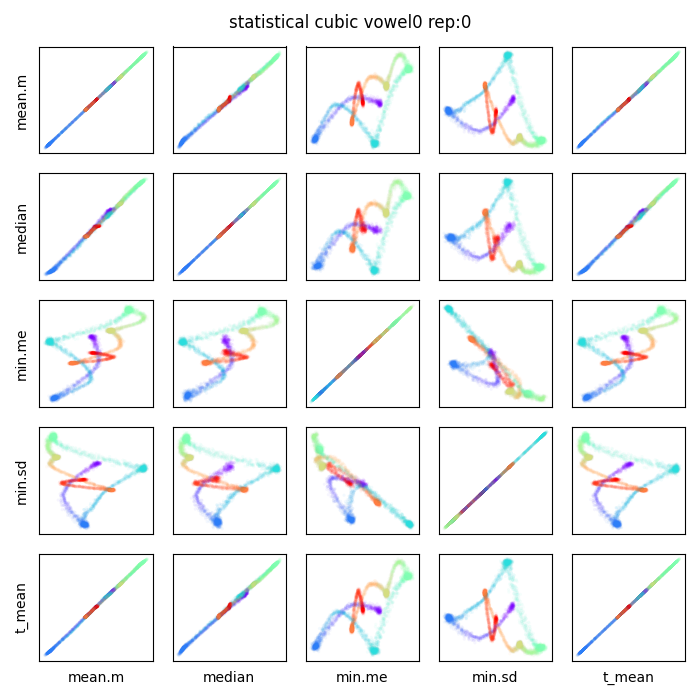 statistical cubic vowel0 rep:0
mean.m
median
min.me
min.sd
t_mean
mean.m
median
min.me
min.sd
t_mean